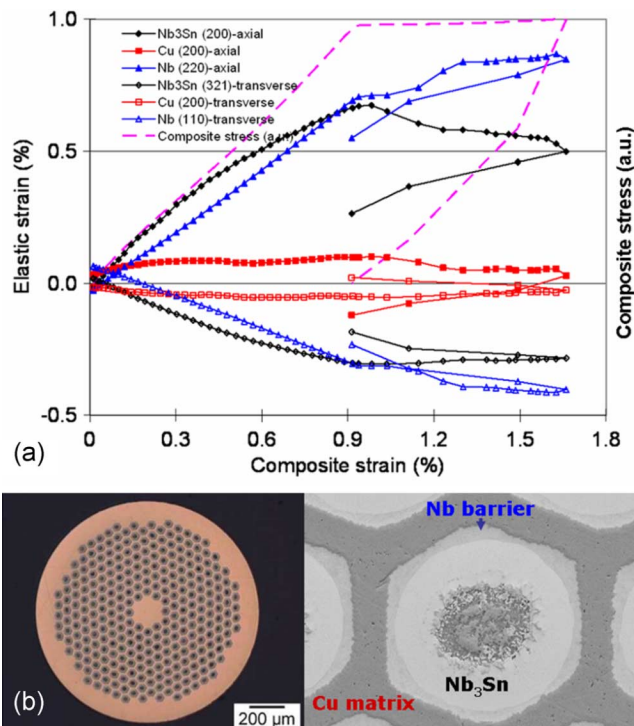 1.0
0.5
0.0
-0.5
Elastic strain (%)
Nb3Sn (200)-axial
Cu (200)-axial
Nb (220)-axial
Nb3Sn (321)-transverse
Cu (200)-transverse
Nb (110)-transverse
Composite stress (a.u.)
Composite stress (a.u.)
0 0.3 0.6 0.9 1.2 1.5 1.8
Composite strain (%)
(a)
Nb barrier
Nb₃Sn
Cu matrix
200 µm
(b)